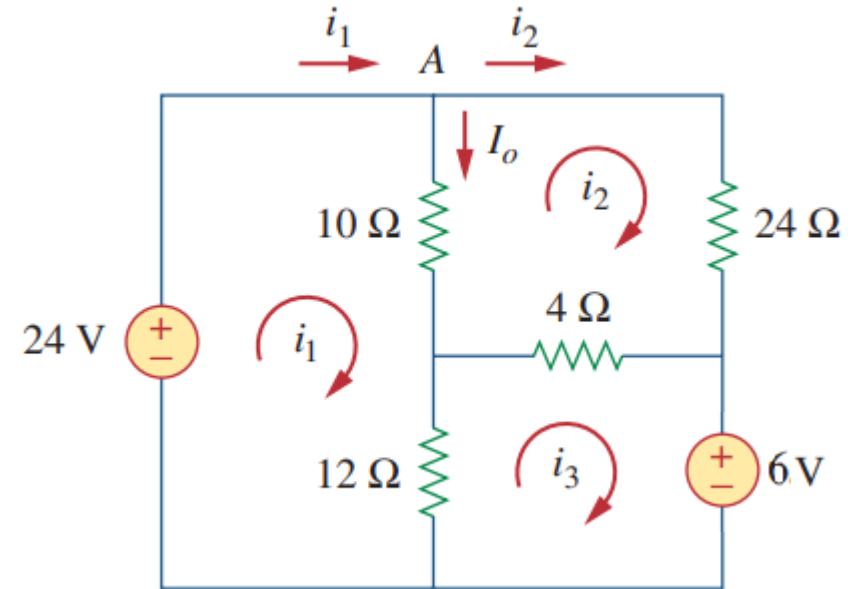 i₁ i₂
A
Iₒ
i₂
10 Ω 24 Ω
4 Ω
24 V + − i₁
12 Ω i₃ + − 6 V